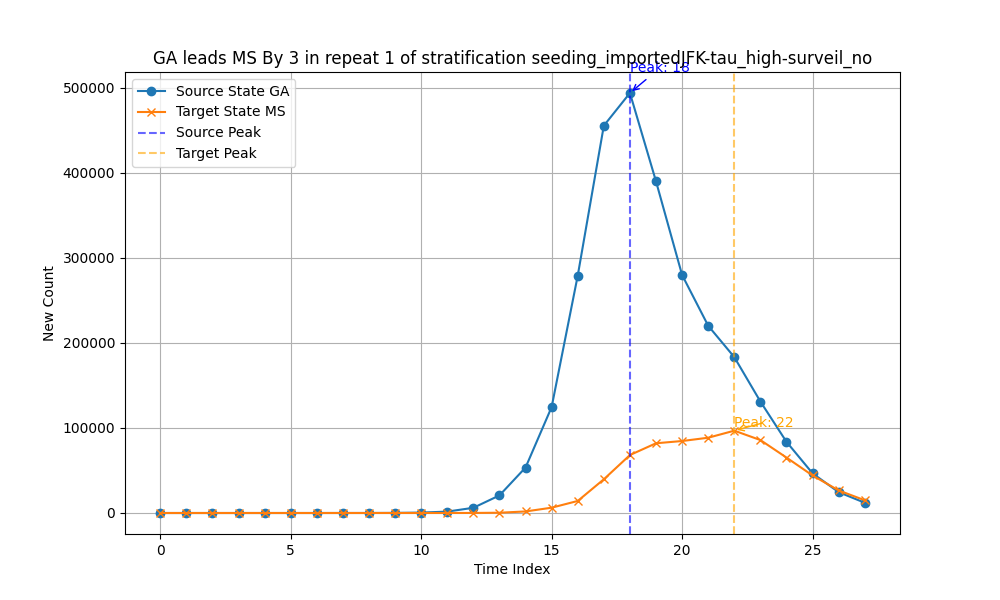 GA leads MS By 3 in repeat 1 of stratification seeding_importedJFK-tau_high-surveil_no
Peak: 18
Source State GA
Target State MS
Source Peak
Target Peak
500000
400000
300000
200000
100000
0
New Count
Peak: 22
0 5 10 15 20 25
Time Index